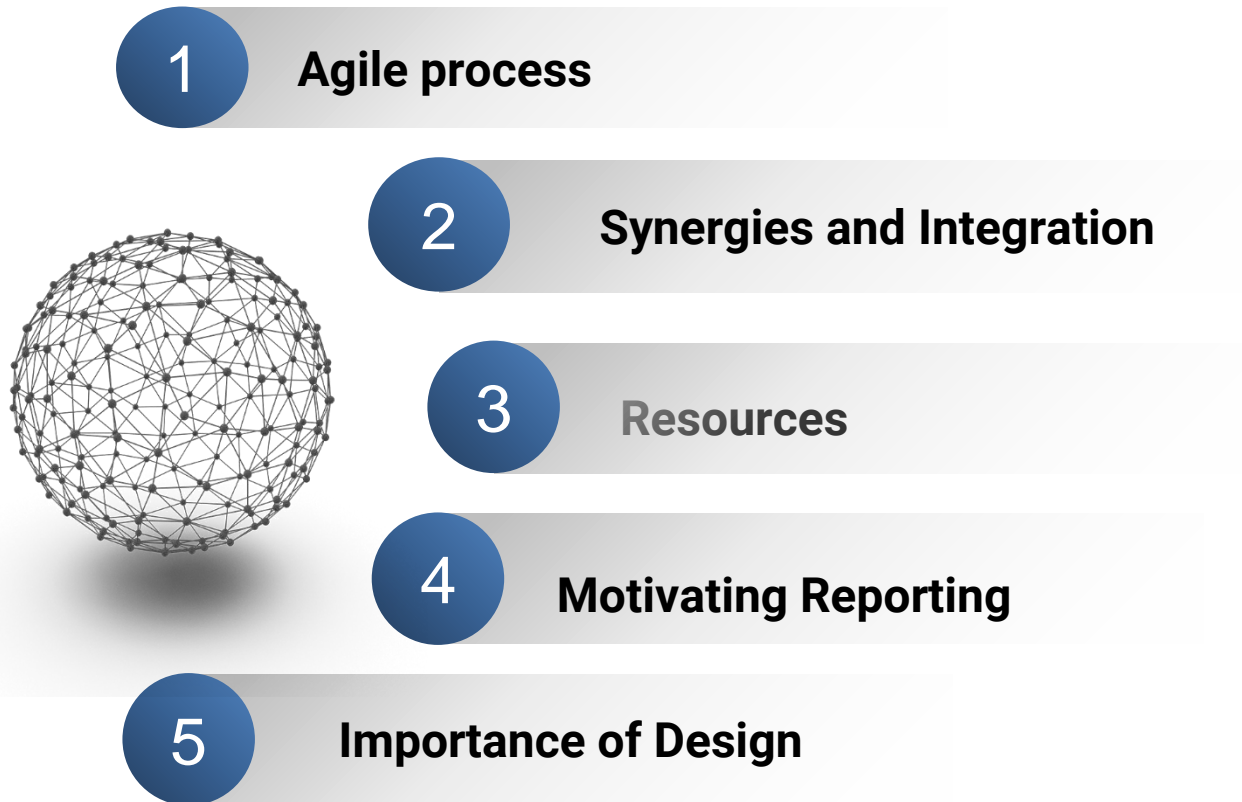 1 Agile process
2 Synergies and Integration
3 Resources
4 Motivating Reporting
5 Importance of Design